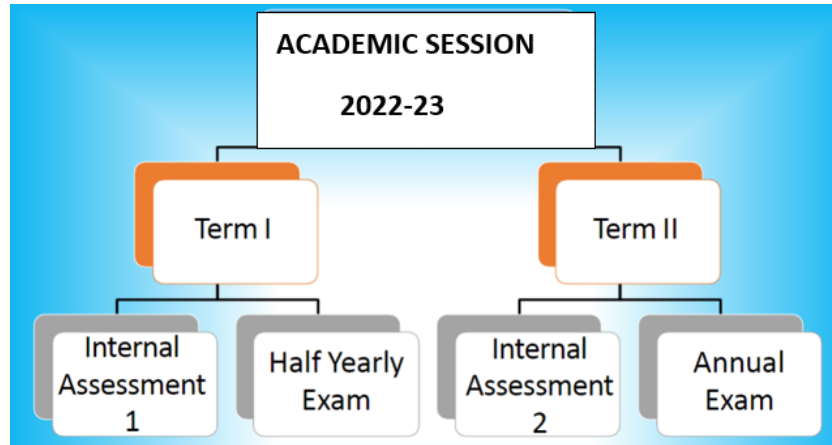 ACADEMIC SESSION
2022-23
Term I
Term II
Internal
Assessment
1
Half Yearly
Exam
Internal
Assessment
2
Annual
Exam